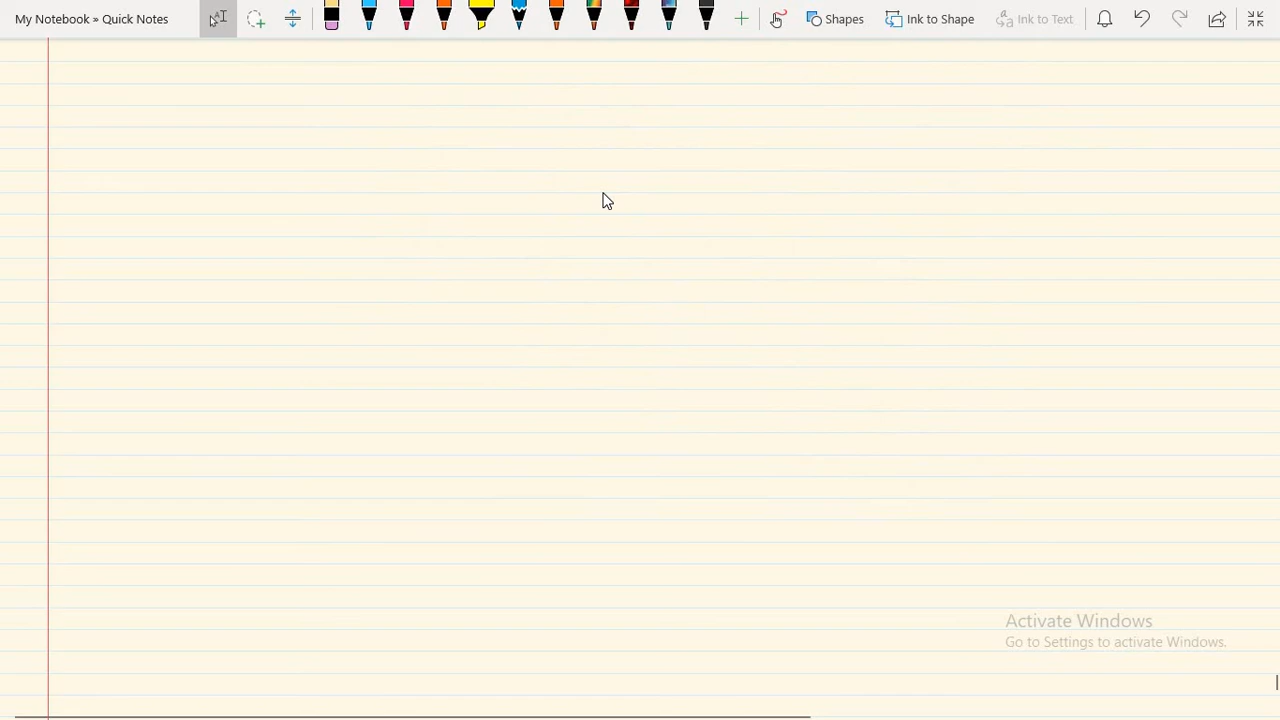 My Notebook » Quick Notes
Shapes
Ink to Shape
Ink to Text
Activate Windows
Go to Settings to activate Windows.